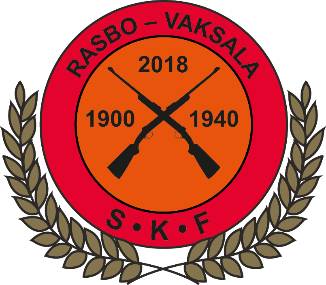 RASBO – VAKSALA
2018
1900 1940
S • K • F